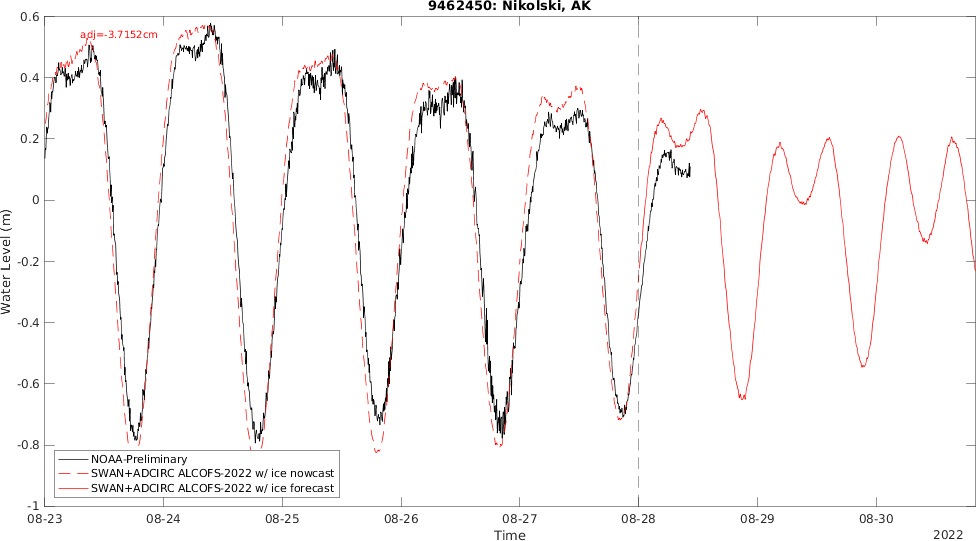 9462450: Nikolski, AK
adj=-3.7152cm
0.6
0.4
0.2
0
-0.2
-0.4
-0.6
-0.8
-1
Water Level (m)
NOAA-Preliminary
SWAN+ADCIRC ALCOFS-2022 w/ ice nowcast
SWAN+ADCIRC ALCOFS-2022 w/ ice forecast
08-23 08-24 08-25 08-26 08-27 08-28 08-29 08-30
Time
2022